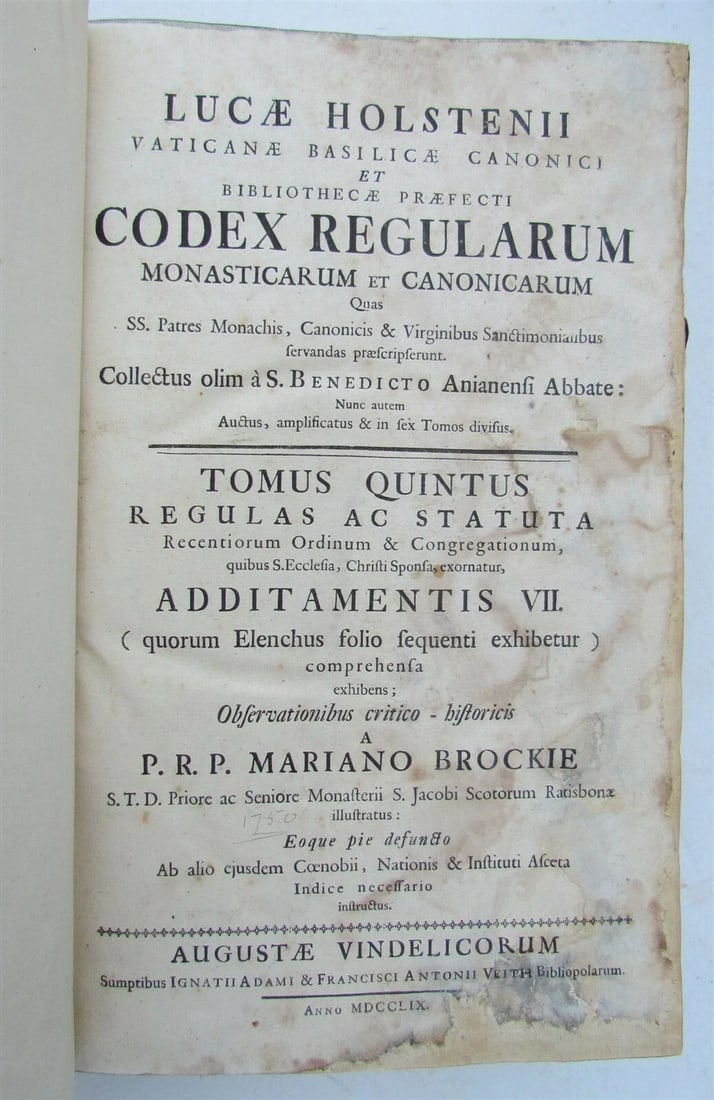 LUCÆ HOLSTENII
VATICANÆ BASILICÆ CANONICI
ET
BIBLIOTHECÆ PRÆFECTI
CODEX REGULARUM
MONASTICARUM ET CANONICARUM
Quas
SS. Patres Monachis, Canonicis & Virginibus Sanctimonialibus
ſervandas præſcripſerunt.
Collectus olim à S. BENEDICTO Anianenſi Abbate:
Nunc autem
Auctus, amplificatus & in ſex Tomos diviſus.
TOMUS QUINTUS
REGULAS AC STATUTA
Recentiorum Ordinum & Congregationum,
quibus S. Eccleſia, Chriſti Sponſa, exornatur,
ADDITAMENTIS VII.
( quorum Elenchus folio ſequenti exhibetur )
comprehenſa
exhibens;
Obſervationibus critico - hiſtoricis
A
P. R. P. MARIANO BROCKIE
S. T. D. Priore ac Seniore Monaſterii S. Jacobi Scotorum Ratisbonæ
1750
illuſtratus:
Eoque pie defuncto
Ab alio ejusdem Cœnobii, Nationis & Inſtituti Aſceta
Indice neceſſario
inſtructus.
AUGUSTÆ VINDELICORUM
Sumptibus IGNATII ADAMI & FRANCISCI ANTONII VEITH Bibliopolarum.
ANNO MDCCLIX.